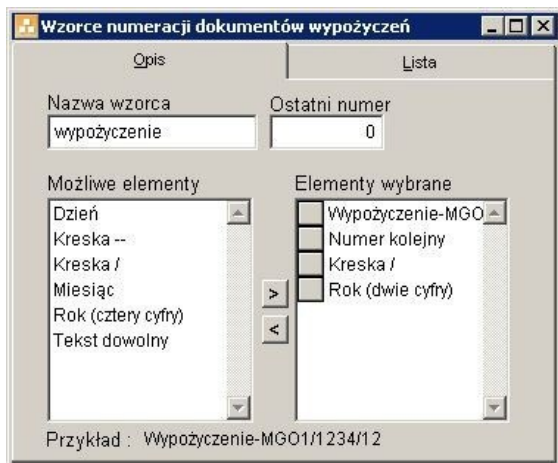 Wzorce numeracji dokumentów wypożyczeń
Opis
Lista
Nazwa wzorca
Ostatni numer
wypożyczenie
0
Możliwe elementy
Elementy wybrane
Dzień
Kreska --
Kreska /
Miesiąc
Rok (cztery cyfry)
Tekst dowolny
>
<
Wypożyczenie-MGO
Numer kolejny
Kreska /
Rok (dwie cyfry)
Przykład : Wypożyczenie-MGO1/1234/12